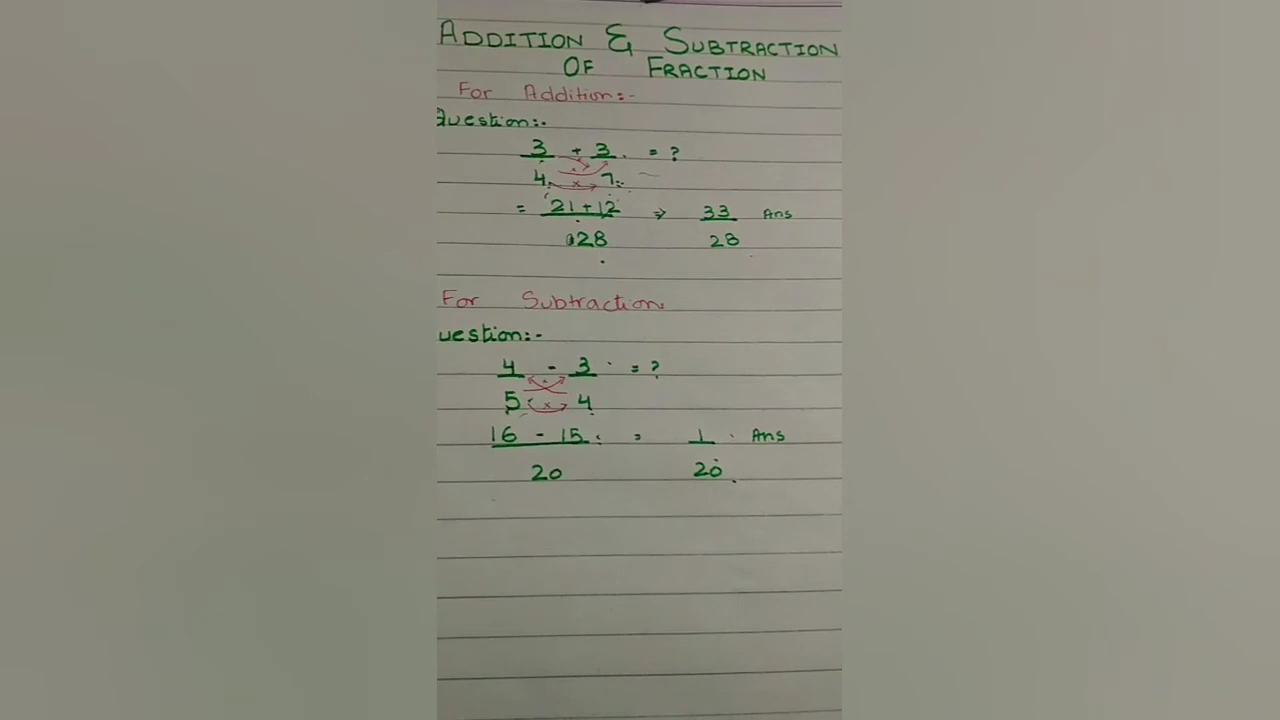 ADDITION & SUBTRACTION
OF FRACTION
For Addition:-
Question:-
3 + 3 = ?
4 × 7
= 21 + 12 ⇒ 33 Ans
28 28
For Subtraction
uestion:-
4 - 3 = ?
5 × 4
16 - 15 = 1 Ans
20 20